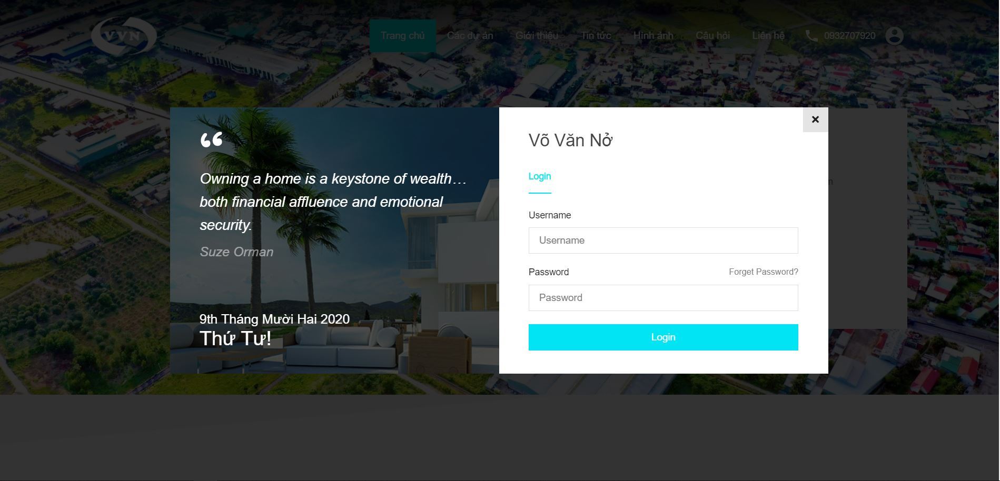 VVN
Trang chủ
Các dự án
Giới thiệu
Tin tức
Hình ảnh
Câu hỏi
Liên hệ
0932707920
“
Owning a home is a keystone of wealth…
both financial affluence and emotional
security.
Suze Orman
9th Tháng Mười Hai 2020
Thứ Tư!
Võ Văn Nở
Login
Username
Username
Password
Forget Password?
Password
Login